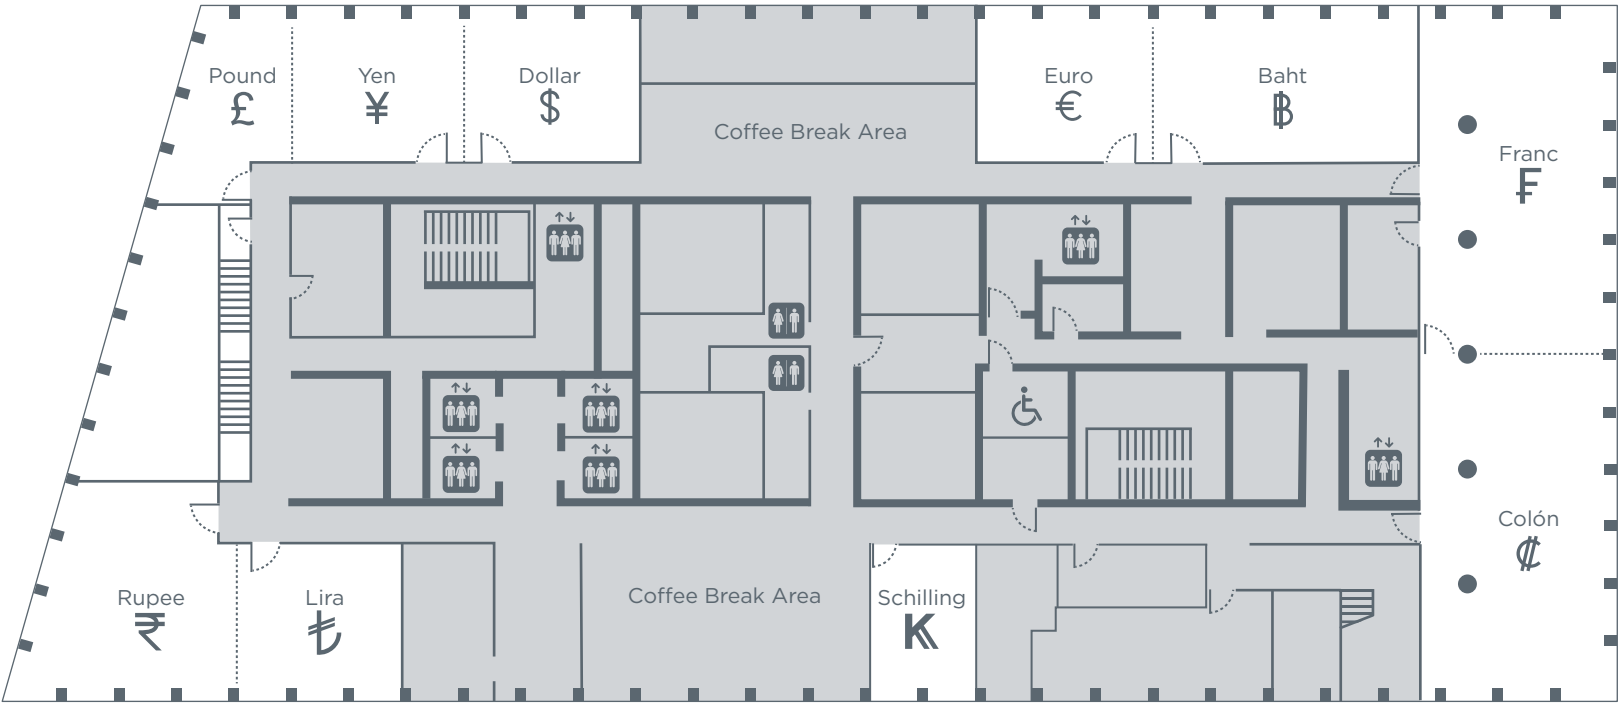 Pound
£
Yen
¥
Dollar
$
Euro
€
Baht
฿
Coffee Break Area
Franc
₣
Colón
₡
Rupee
₹
Lira
₺
Coffee Break Area
Schilling
K